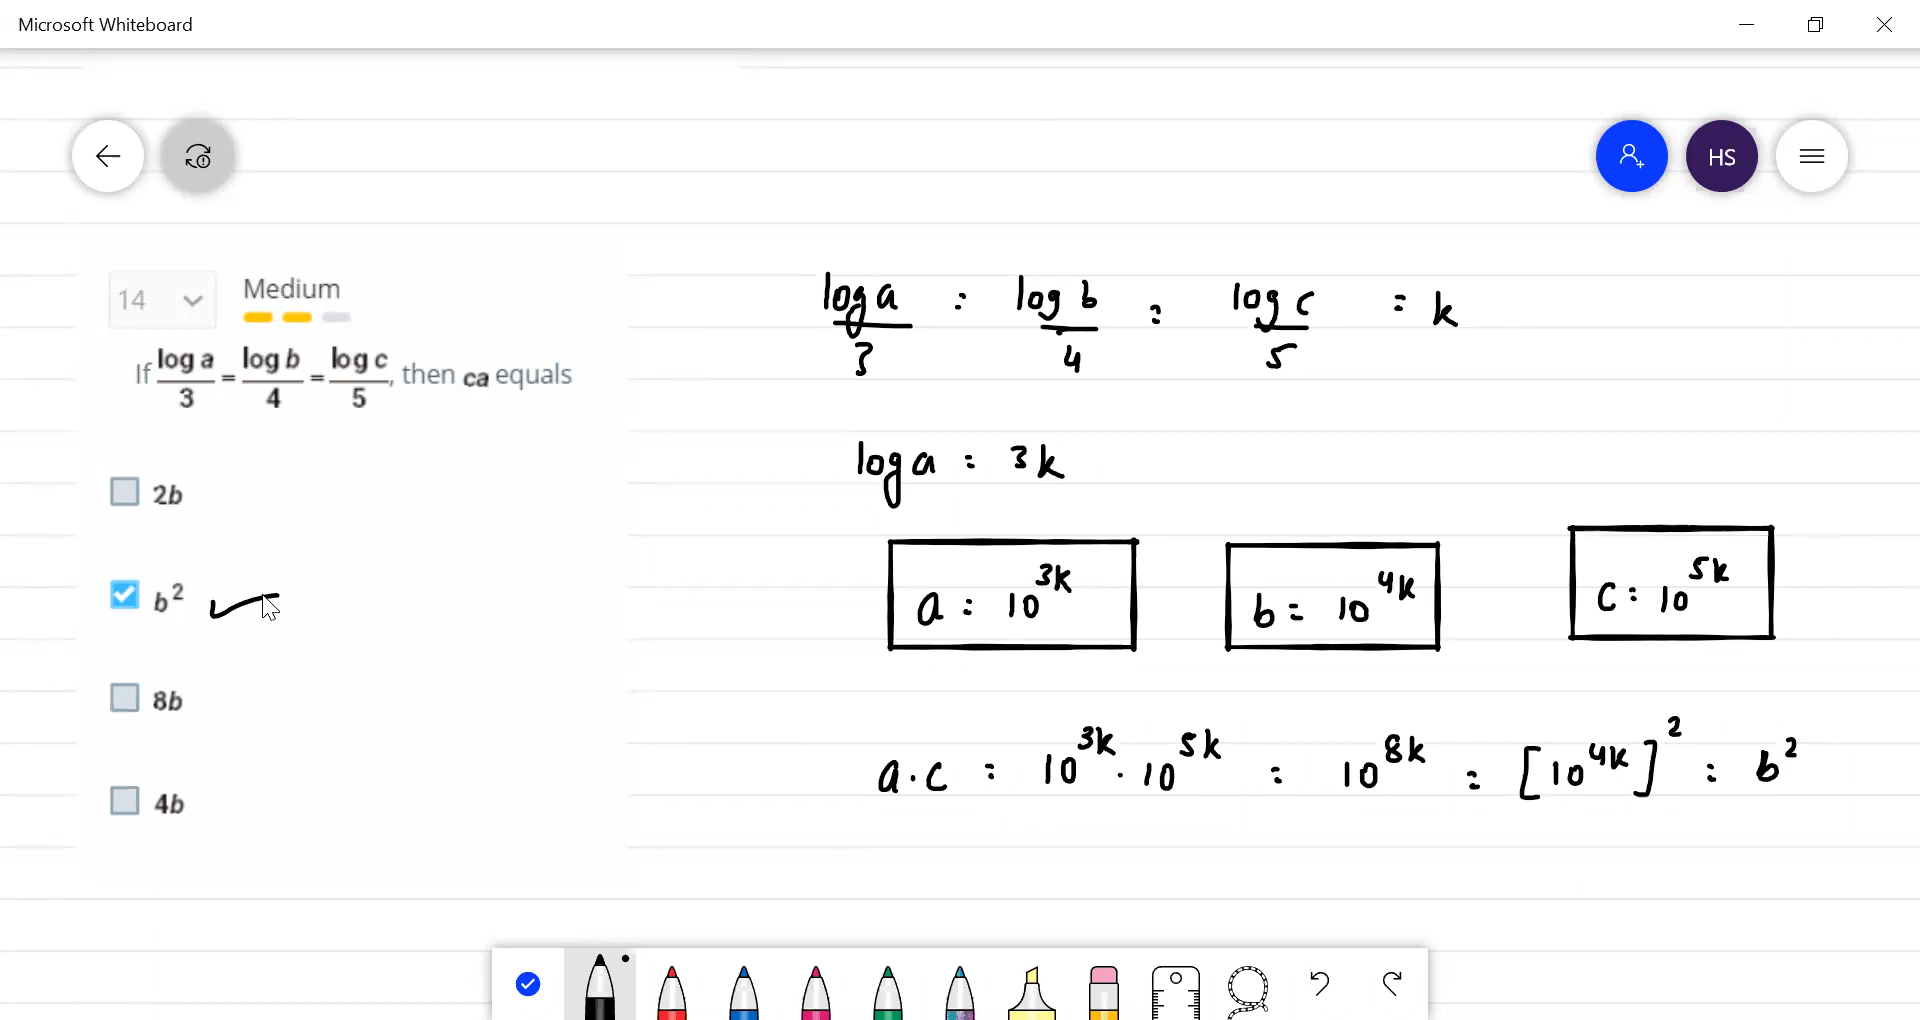 Microsoft Whiteboard
HS
14
Medium
If log a/3 = log b/4 = log c/5, then ca equals
2b
b²
8b
4b
log a/3 = log b/4 = log c/5 = k
log a = 3k
a = 10^3k
b = 10^4k
c = 10^5k
a.c = 10^3k . 10^5k = 10^8k = [10^4k]² = b²